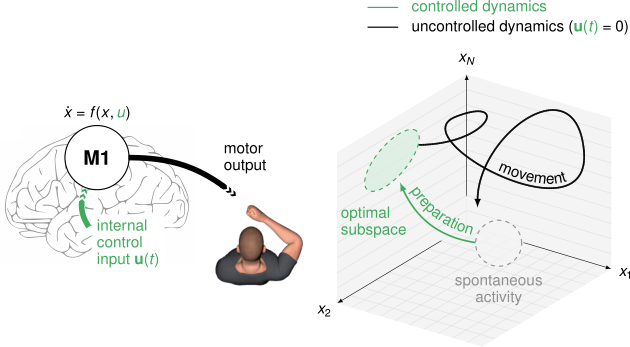 controlled dynamics
uncontrolled dynamics (u(t) = 0)
ẋ = f(x, u)
M1
motor
output
internal
control
input u(t)
x_N
movement
preparation
optimal
subspace
spontaneous
activity
x_1
x_2